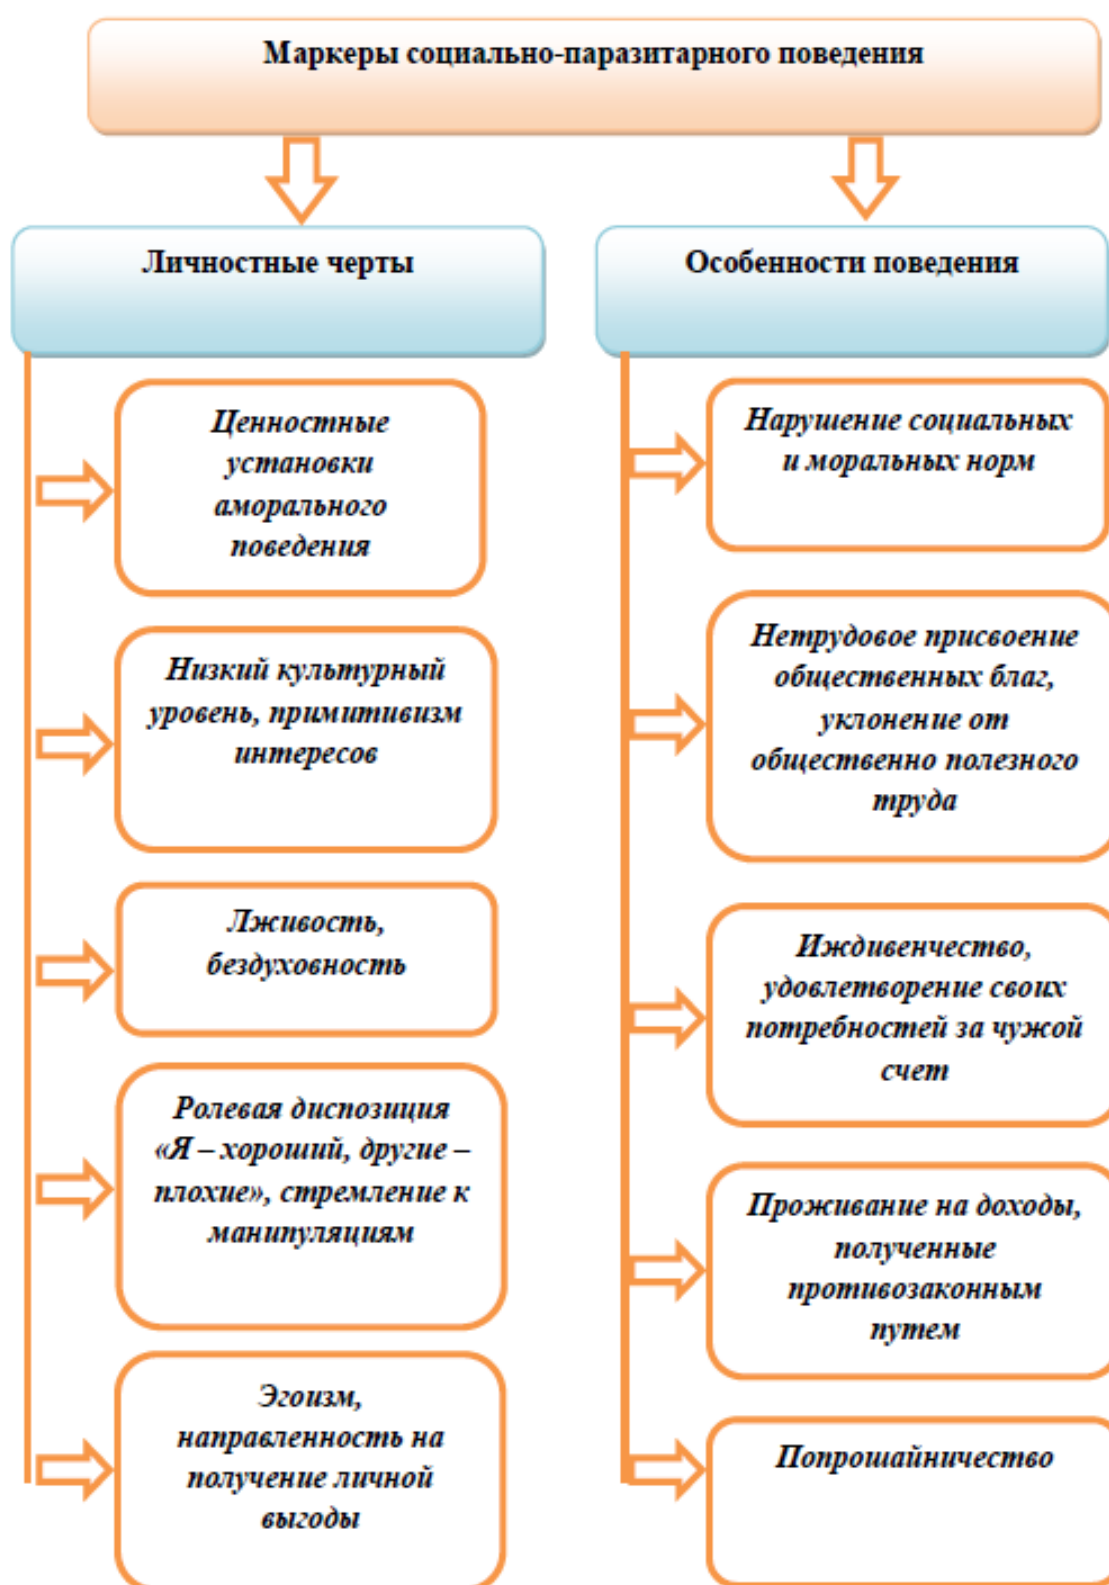 Маркеры социально-паразитарного поведения
Личностные черты
Ценностные
установки
аморального
поведения
Низкий культурный
уровень, примитивизм
интересов
Лживость,
бездуховность
Ролевая диспозиция
«Я – хороший, другие –
плохие», стремление к
манипуляциям
Эгоизм,
направленность на
получение личной
выгоды
Особенности поведения
Нарушение социальных
и моральных норм
Нетрудовое присвоение
общественных благ,
уклонение от
общественно полезного
труда
Иждивенчество,
удовлетворение своих
потребностей за чужой
счет
Проживание на доходы,
полученные
противозаконным
путем
Попрошайничество